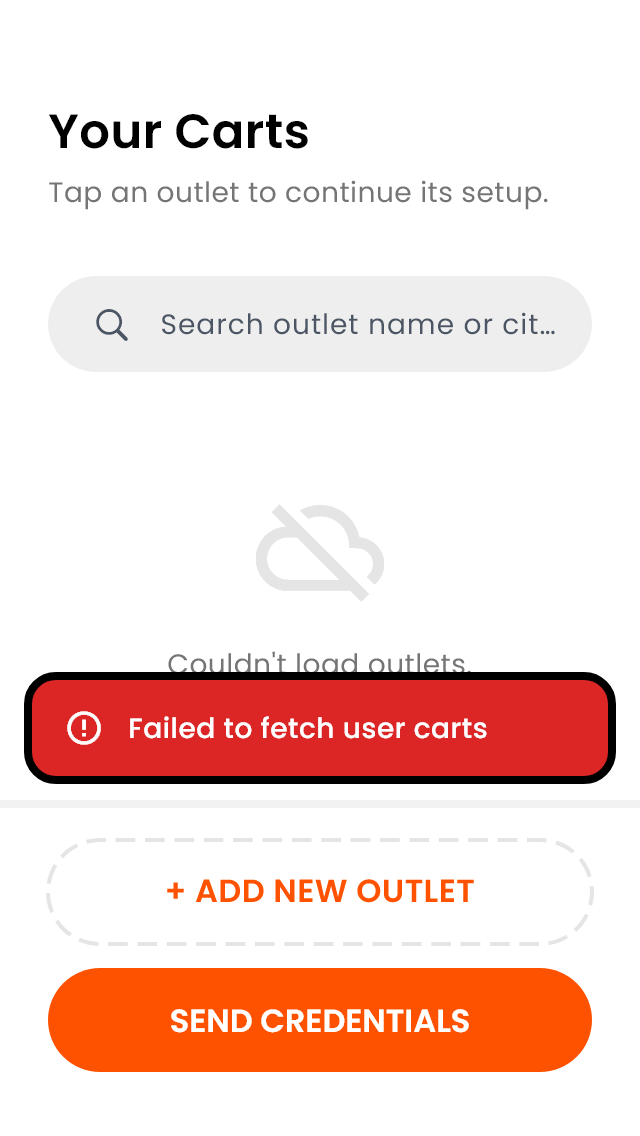 Your Carts
Tap an outlet to continue its setup.
Search outlet name or cit…
Couldn't load outlets.
Failed to fetch user carts
+ ADD NEW OUTLET
SEND CREDENTIALS